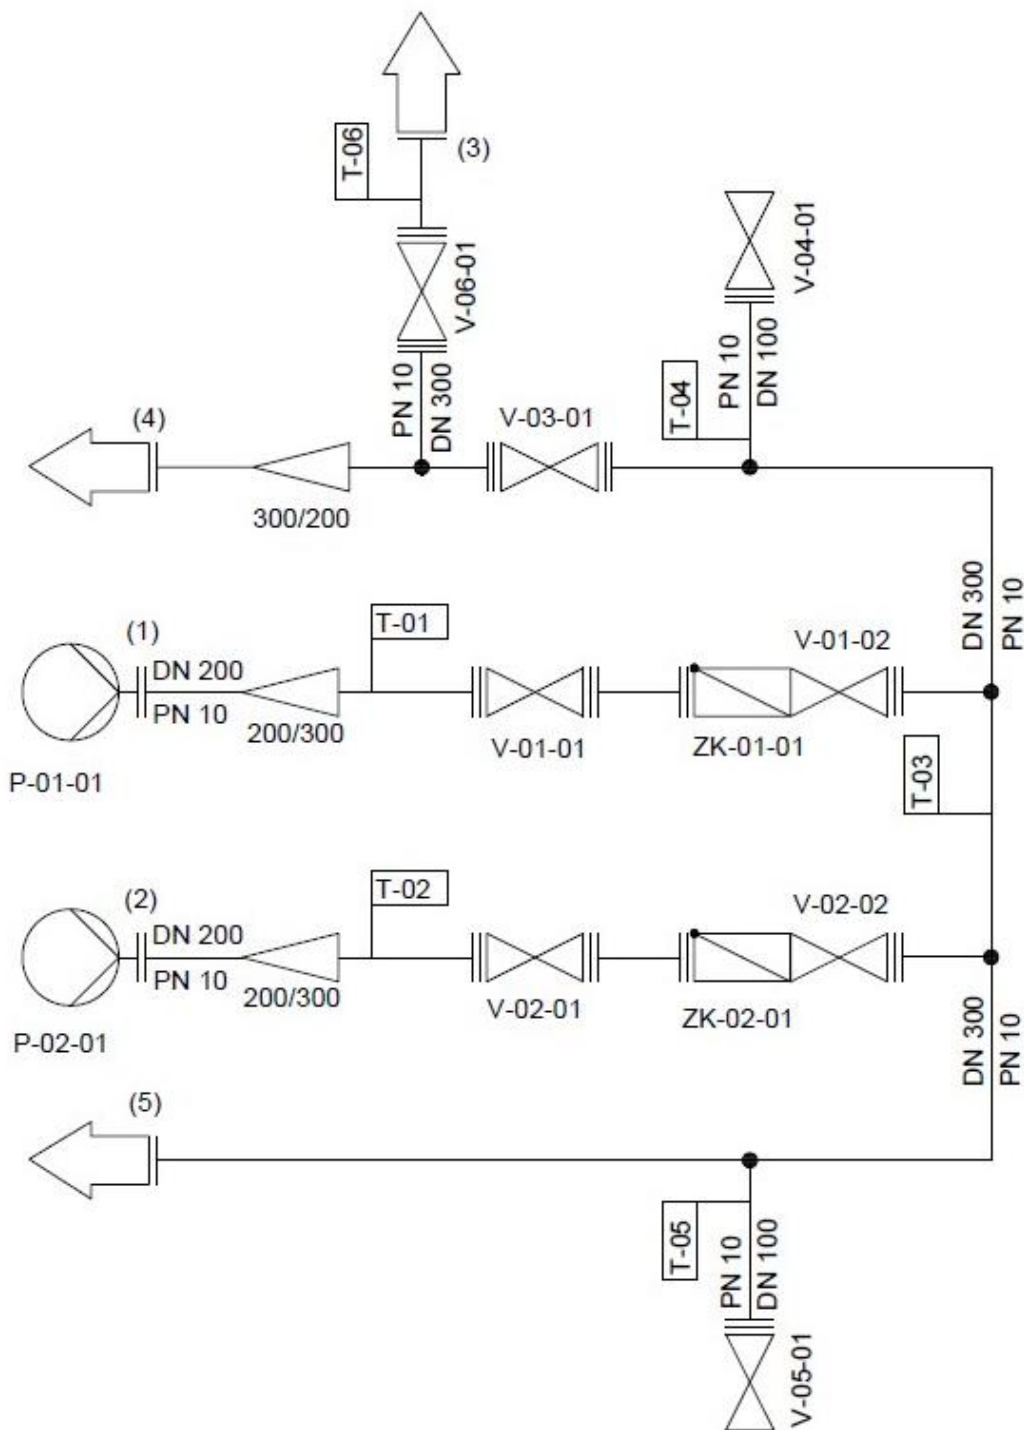 (3)
T-06
V-06-01
V-04-01
PN 10
DN 300
PN 10
DN 100
T-04
(4)
V-03-01
300/200
DN 300
PN 10
(1)
DN 200
PN 10
T-01
V-01-02
200/300
V-01-01
ZK-01-01
P-01-01
T-03
(2)
DN 200
PN 10
T-02
V-02-02
200/300
V-02-01
ZK-02-01
P-02-01
DN 300
PN 10
(5)
T-05
PN 10
DN 100
V-05-01